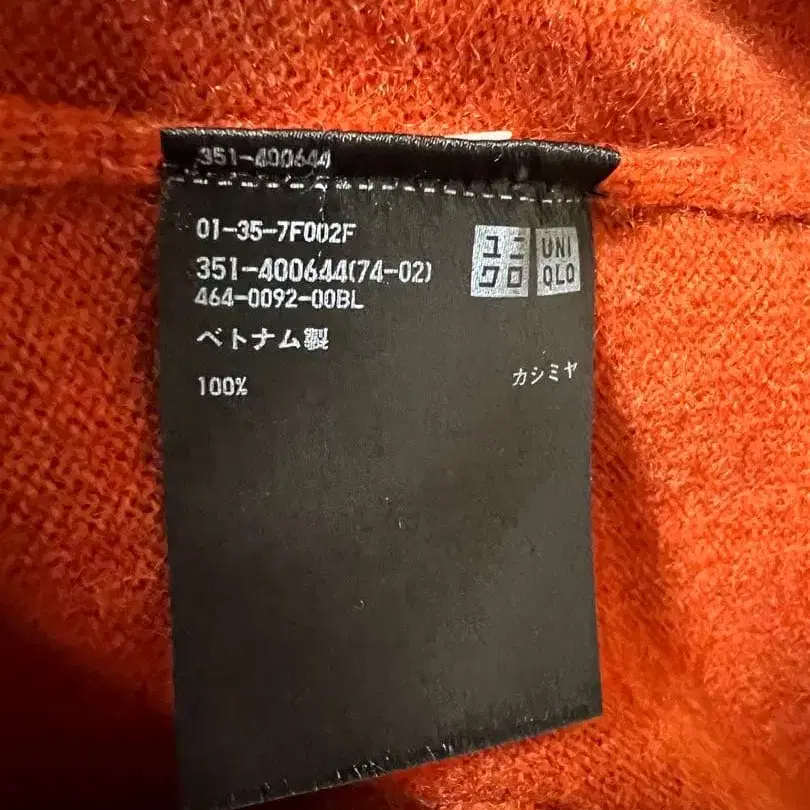 351-400644
01-35-7F002F
ユニ UNI
クロ QLO
351-400644(74-02)
464-0092-00BL
ベトナム製
100% カシミヤ